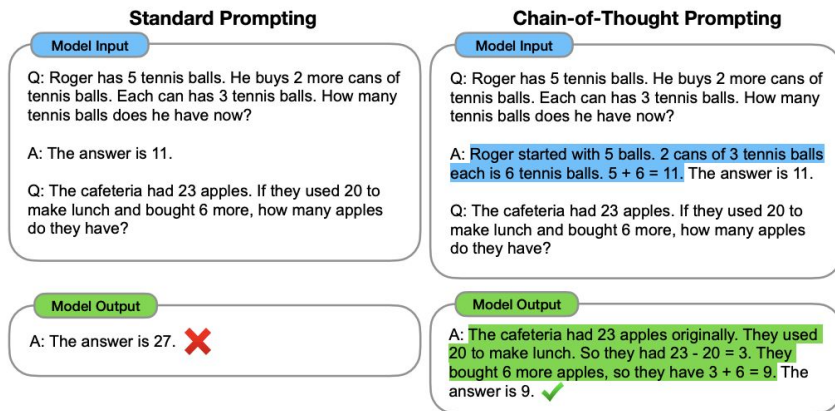 Standard Prompting
Model Input
Q: Roger has 5 tennis balls. He buys 2 more cans of
tennis balls. Each can has 3 tennis balls. How many
tennis balls does he have now?
A: The answer is 11.
Q: The cafeteria had 23 apples. If they used 20 to
make lunch and bought 6 more, how many apples
do they have?
Model Output
A: The answer is 27.
Chain-of-Thought Prompting
Model Input
Q: Roger has 5 tennis balls. He buys 2 more cans of
tennis balls. Each can has 3 tennis balls. How many
tennis balls does he have now?
A: Roger started with 5 balls. 2 cans of 3 tennis balls
each is 6 tennis balls. 5 + 6 = 11. The answer is 11.
Q: The cafeteria had 23 apples. If they used 20 to
make lunch and bought 6 more, how many apples
do they have?
Model Output
A: The cafeteria had 23 apples originally. They used
20 to make lunch. So they had 23 - 20 = 3. They
bought 6 more apples, so they have 3 + 6 = 9. The
answer is 9.